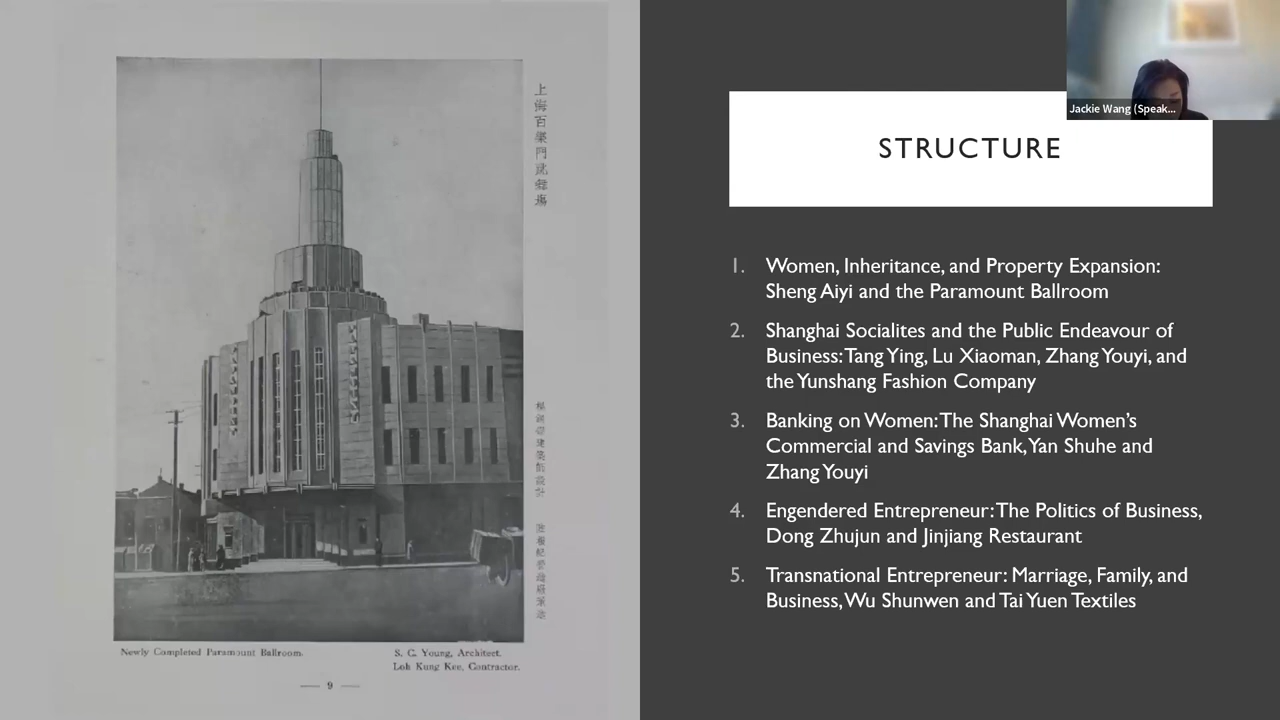 上海百樂門跳舞場
Newly Completed Paramount Ballroom.
S. C. Young, Architect.
Loh Kung Kee, Contractor.
9
Jackie Wang (Speak...
STRUCTURE
1. Women, Inheritance, and Property Expansion:
Sheng Aiyi and the Paramount Ballroom
2. Shanghai Socialites and the Public Endeavour of
Business: Tang Ying, Lu Xiaoman, Zhang Youyi, and
the Yunshang Fashion Company
3. Banking on Women: The Shanghai Women's
Commercial and Savings Bank, Yan Shuhe and
Zhang Youyi
4. Engendered Entrepreneur: The Politics of Business,
Dong Zhujun and Jinjiang Restaurant
5. Transnational Entrepreneur: Marriage, Family, and
Business, Wu Shunwen and Tai Yuen Textiles